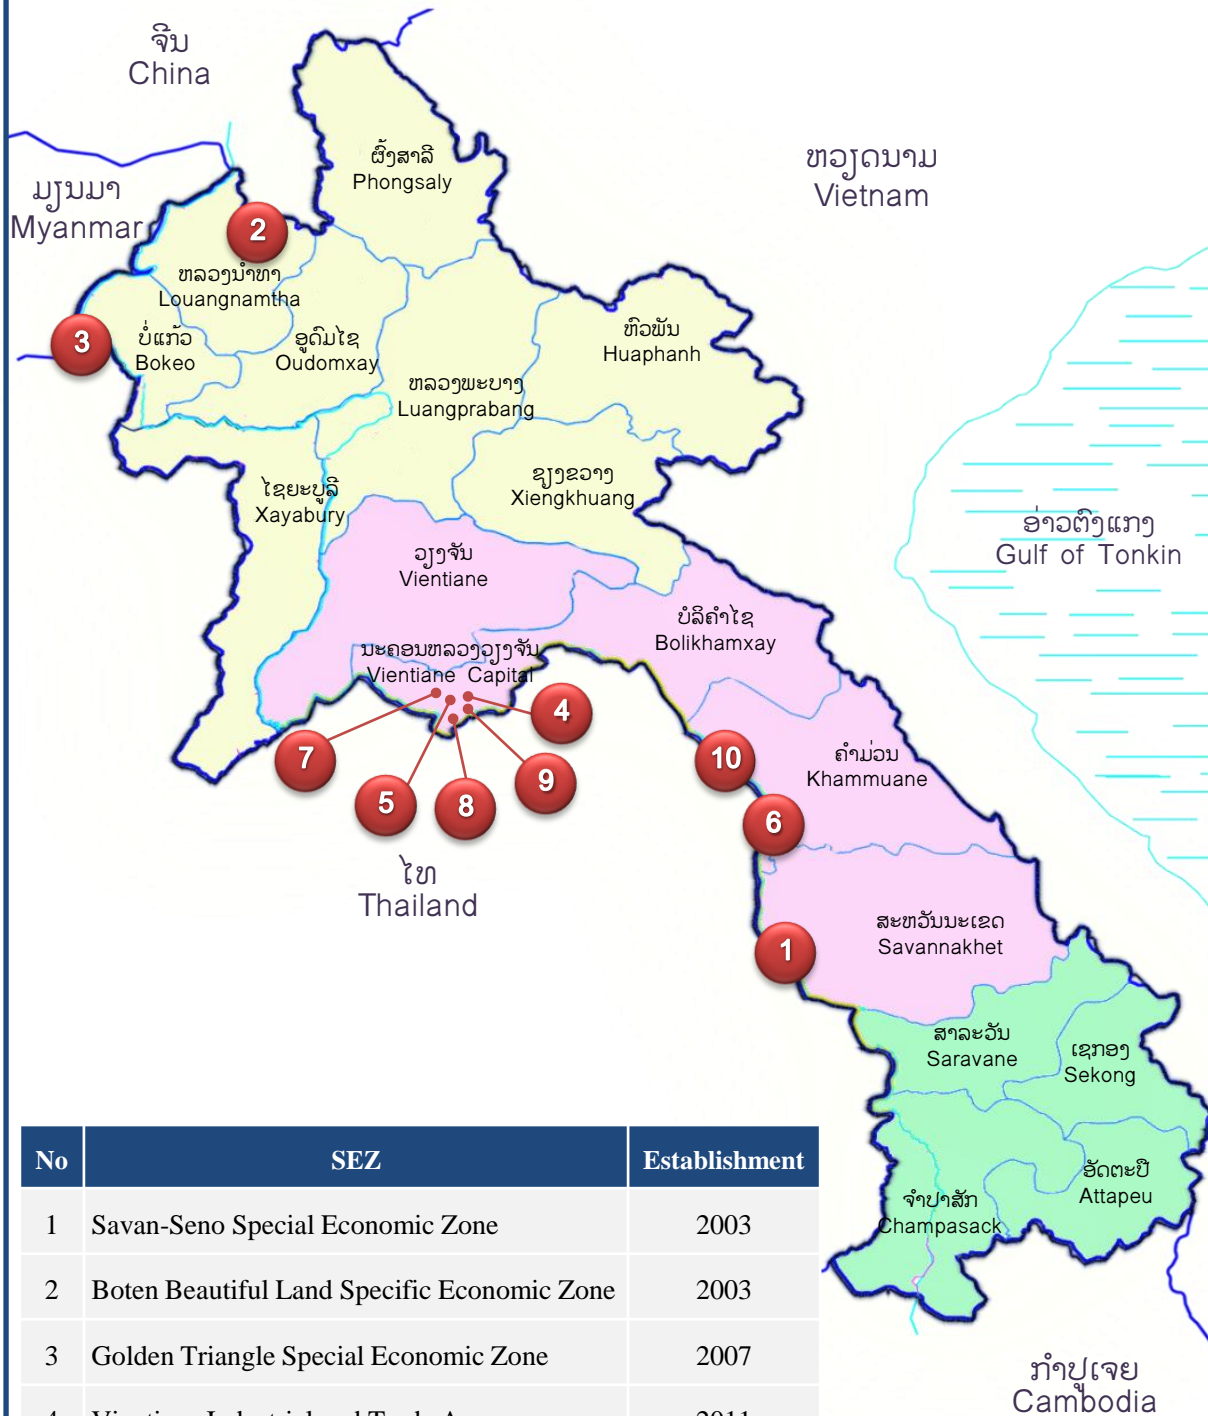 ຈີນ
China
ຫວຽດນາມ
Vietnam
ມຽນມາ
Myanmar
ຜົ້ງສາລີ
Phongsaly
2
ຫລວງນ້ຳທາ
Louangnamtha
3
ບໍ່ແກ້ວ
Bokeo
ອູດົມໄຊ
Oudomxay
ຫົວພັນ
Huaphanh
ຫລວງພະບາງ
Luangprabang
ຊຽງຂວາງ
Xiengkhuang
ໄຊຍະບູລີ
Xayabury
ອ່າວຕົງແກງ
Gulf of Tonkin
ວຽງຈັນ
Vientiane
ບໍລິຄຳໄຊ
Bolikhamxay
ນະຄອນຫລວງວຽງຈັນ
Vientiane Capital
7
5
8
9
4
10
6
ຄຳມ່ວນ
Khammuane
ໄທ
Thailand
1
ສະຫວັນນະເຂດ
Savannakhet
ສາລະວັນ
Saravane
ເຊກອງ
Sekong
ອັດຕະປື
Attapeu
ຈຳປາສັກ
Champasack
ກຳປູເຈຍ
Cambodia
No SEZ Establishment
1 Savan-Seno Special Economic Zone 2003
2 Boten Beautiful Land Specific Economic Zone 2003
3 Golden Triangle Special Economic Zone 2007